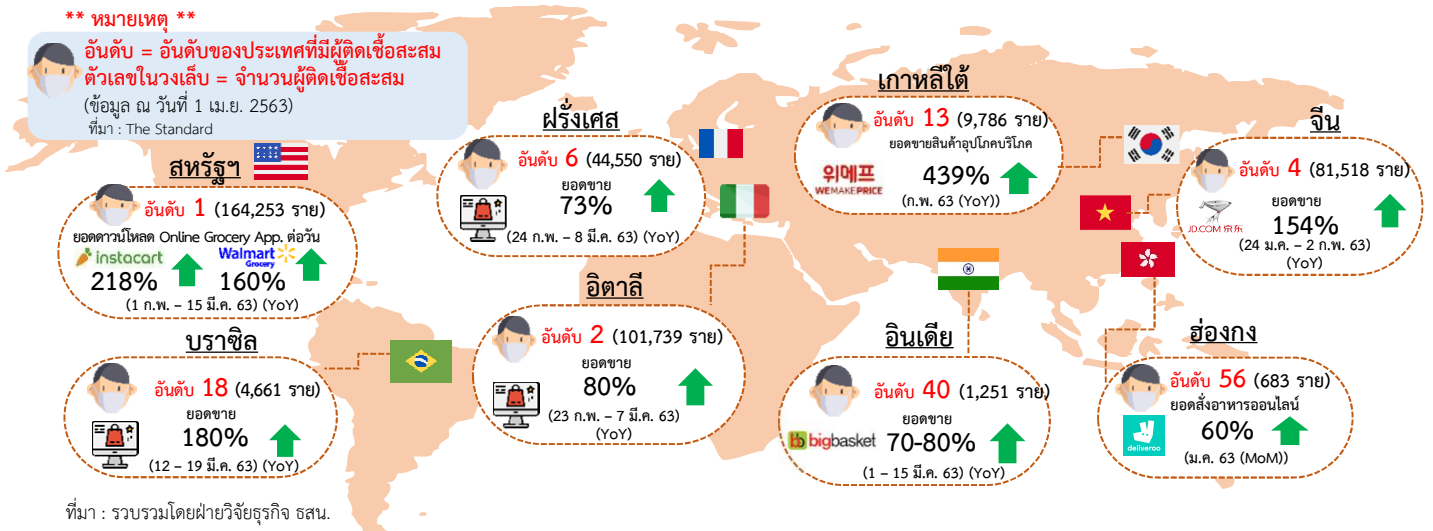 ** หมายเหตุ **
อันดับ = อันดับของประเทศที่มีผู้ติดเชื้อสะสม
ตัวเลขในวงเล็บ = จำนวนผู้ติดเชื้อสะสม
(ข้อมูล ณ วันที่ 1 เม.ย. 2563)
ที่มา : The Standard
สหรัฐฯ
อันดับ 1 (164,253 ราย)
ยอดดาวน์โหลด Online Grocery App. ต่อวัน
instacart
Walmart
Grocery
218%
160%
(1 ก.พ. – 15 มี.ค. 63) (YoY)
บราซิล
อันดับ 18 (4,661 ราย)
ยอดขาย
180%
(12 – 19 มี.ค. 63) (YoY)
ฝรั่งเศส
อันดับ 6 (44,550 ราย)
ยอดขาย
73%
(24 ก.พ. – 8 มี.ค. 63) (YoY)
อิตาลี
อันดับ 2 (101,739 ราย)
ยอดขาย
80%
(23 ก.พ. – 7 มี.ค. 63)
(YoY)
เกาหลีใต้
อันดับ 13 (9,786 ราย)
ยอดขายสินค้าอุปโภคบริโภค
위메프
WEMAKEPRICE
439%
(ก.พ. 63 (YoY))
จีน
อันดับ 4 (81,518 ราย)
ยอดขาย
JD.COM 京东
154%
(24 ม.ค. – 2 ก.พ. 63)
(YoY)
อินเดีย
อันดับ 40 (1,251 ราย)
ยอดขาย
bb bigbasket
70-80%
(1 – 15 มี.ค. 63) (YoY)
ฮ่องกง
อันดับ 56 (683 ราย)
ยอดสั่งอาหารออนไลน์
deliveroo
60%
(ม.ค. 63 (MoM))
ที่มา : รวบรวมโดยฝ่ายวิจัยธุรกิจ ธสน.